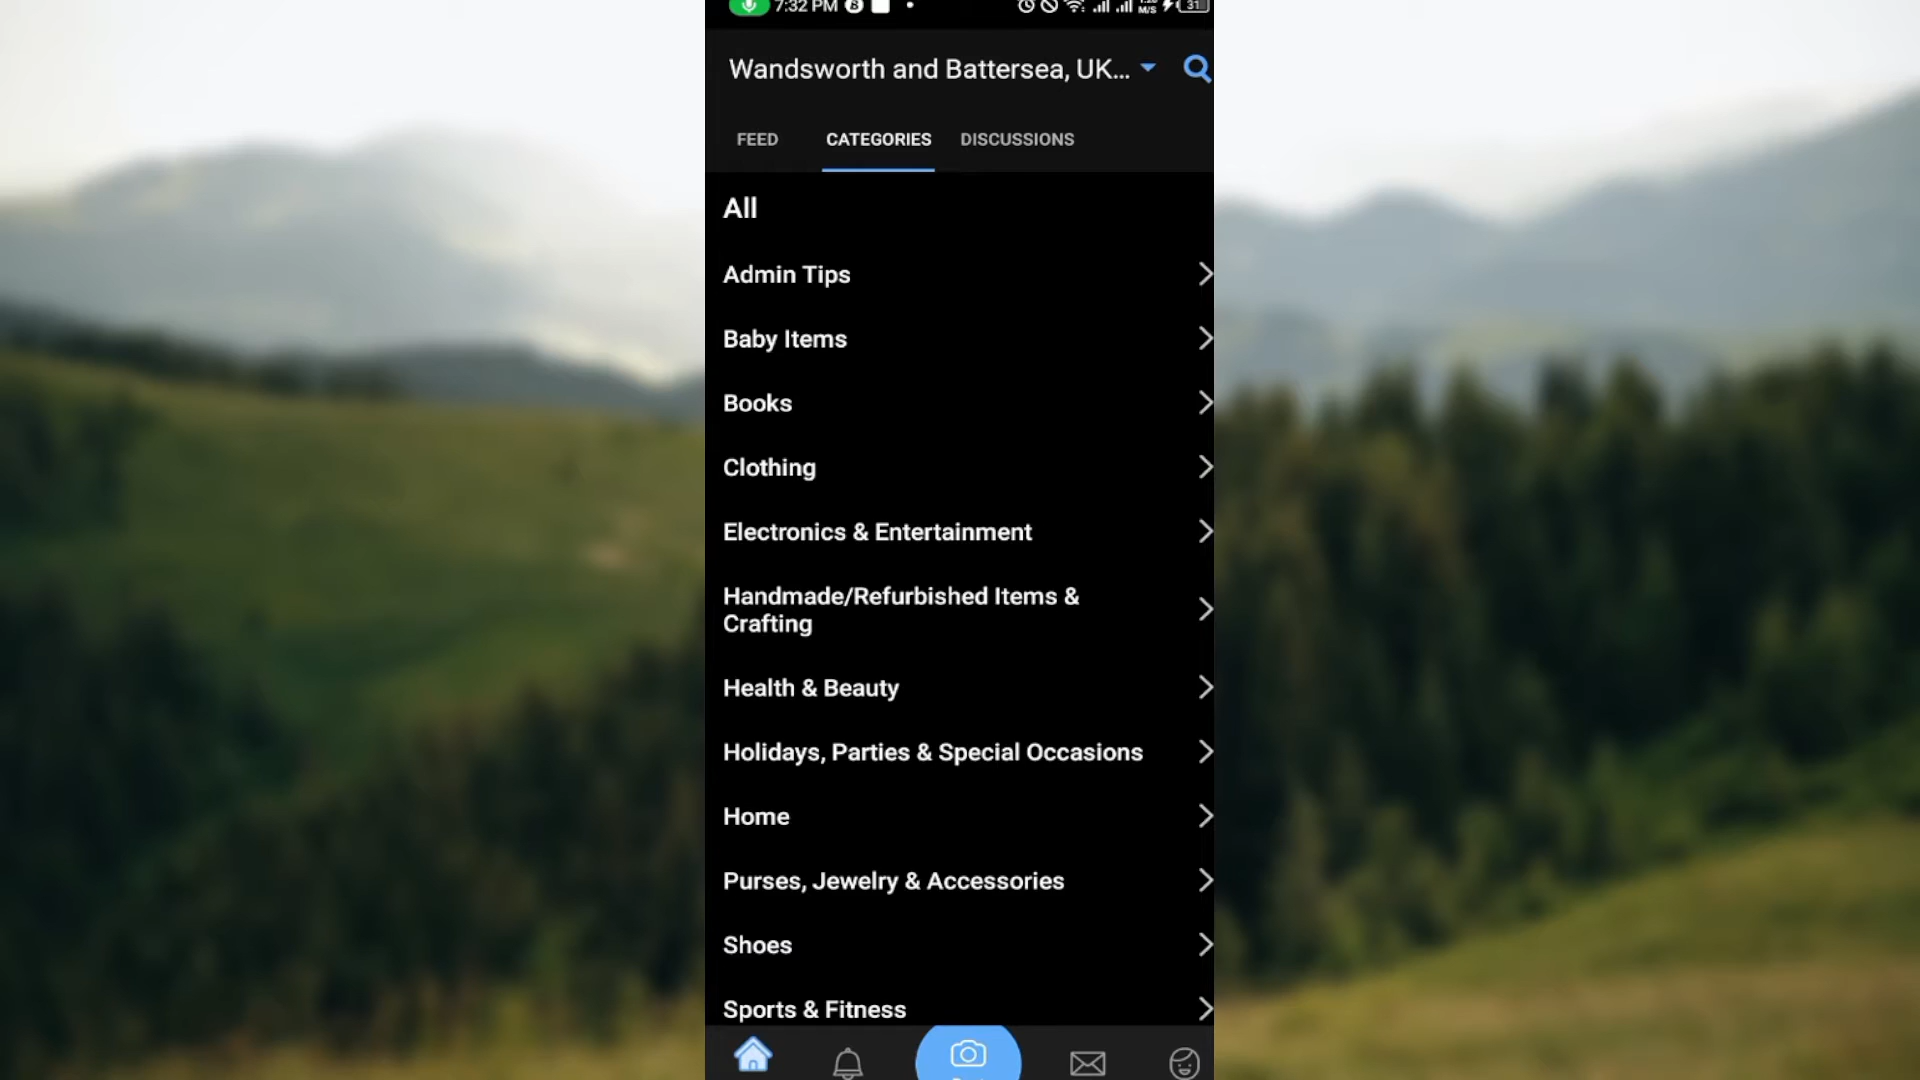 7:32 PM
31
M/S
Wandsworth and Battersea, UK...
FEED CATEGORIES DISCUSSIONS
All
Admin Tips
Baby Items
Books
Clothing
Electronics & Entertainment
Handmade/Refurbished Items &
Crafting
Health & Beauty
Holidays, Parties & Special Occasions
Home
Purses, Jewelry & Accessories
Shoes
Sports & Fitness